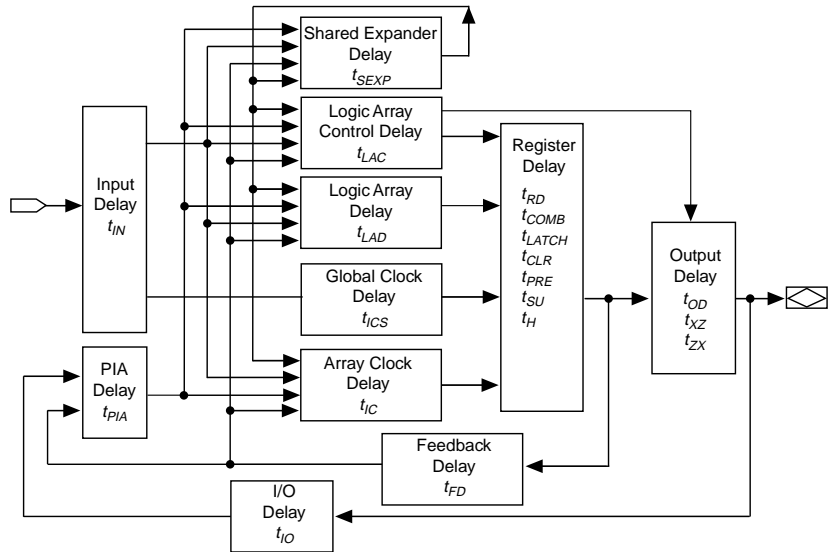 Shared Expander
Delay
tSEXP
Logic Array
Control Delay
tLAC
Register
Delay
tRD
tCOMB
tLATCH
tCLR
tPRE
tSU
tH
Input
Delay
tIN
Logic Array
Delay
tLAD
Output
Delay
tOD
tXZ
tZX
Global Clock
Delay
tICS
PIA
Delay
tPIA
Array Clock
Delay
tIC
Feedback
Delay
tFD
I/O
Delay
tIO